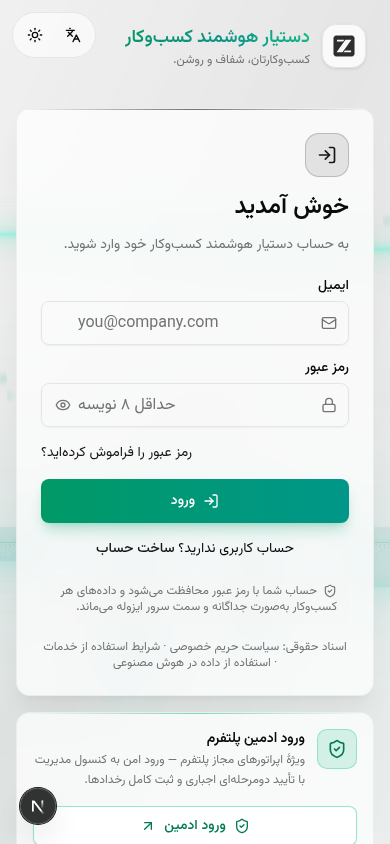 دستیار هوشمند کسب‌وکار
کسب‌وکارتان، شفاف و روشن.
خوش آمدید
به حساب دستیار هوشمند کسب‌وکار خود وارد شوید.
ایمیل
you@company.com
رمز عبور
حداقل ۸ نویسه
رمز عبور را فراموش کرده‌اید؟
ورود
حساب کاربری ندارید؟ ساخت حساب
حساب شما با رمز عبور محافظت می‌شود و داده‌های هر
کسب‌وکار به‌صورت جداگانه و سمت سرور ایزوله می‌ماند.
اسناد حقوقی: سیاست حریم خصوصی · شرایط استفاده از خدمات
· استفاده از داده در هوش مصنوعی
ورود ادمین پلتفرم
ویژهٔ اپراتورهای مجاز پلتفرم — ورود امن به کنسول مدیریت
با تأیید دومرحله‌ای اجباری و ثبت کامل رخدادها.
ورود ادمین
N